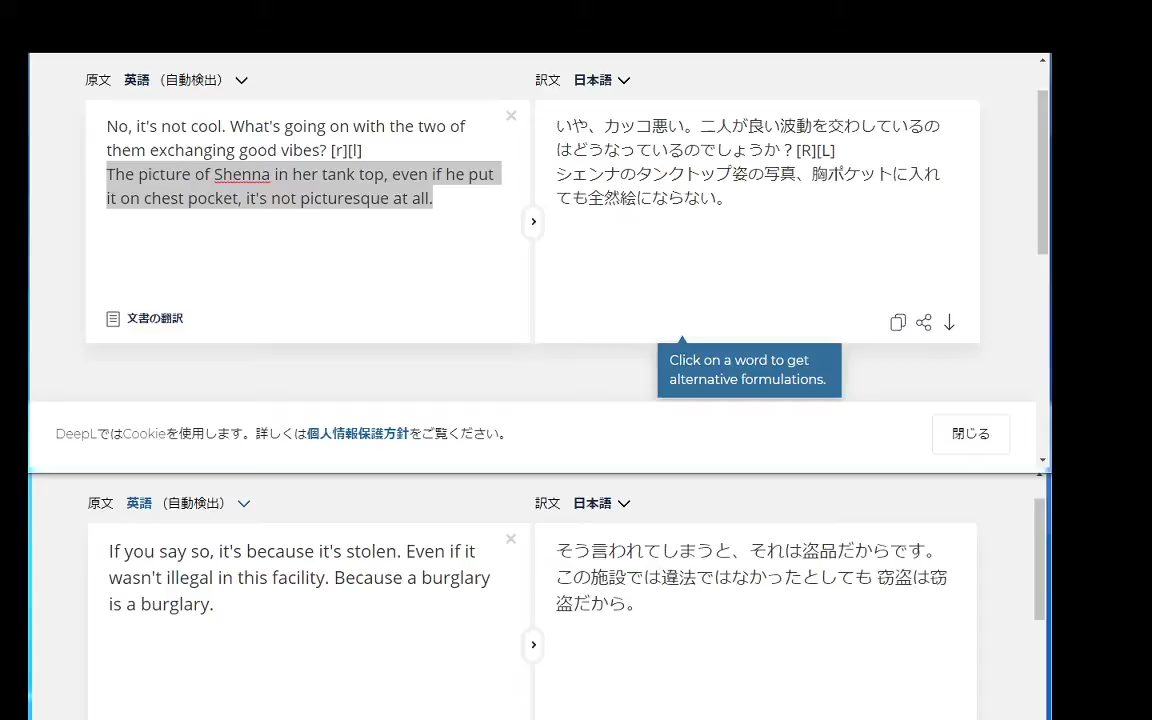 原文 英語 （自動検出）
訳文 日本語
No, it's not cool. What's going on with the two of
them exchanging good vibes? [r][l]
The picture of Shenna in her tank top, even if he put
it on chest pocket, it's not picturesque at all.
文書の翻訳
いや、カッコ悪い。二人が良い波動を交わしているの
はどうなっているのでしょうか？[R][L]
シェンナのタンクトップ姿の写真、胸ポケットに入れ
ても全然絵にならない。
Click on a word to get
alternative formulations.
DeepLではCookieを使用します。詳しくは個人情報保護方針をご覧ください。
閉じる
原文 英語 （自動検出）
訳文 日本語
If you say so, it's because it's stolen. Even if it
wasn't illegal in this facility. Because a burglary
is a burglary.
そう言われてしまうと、それは盗品だからです。
この施設では違法ではなかったとしても 窃盗は窃
盗だから。